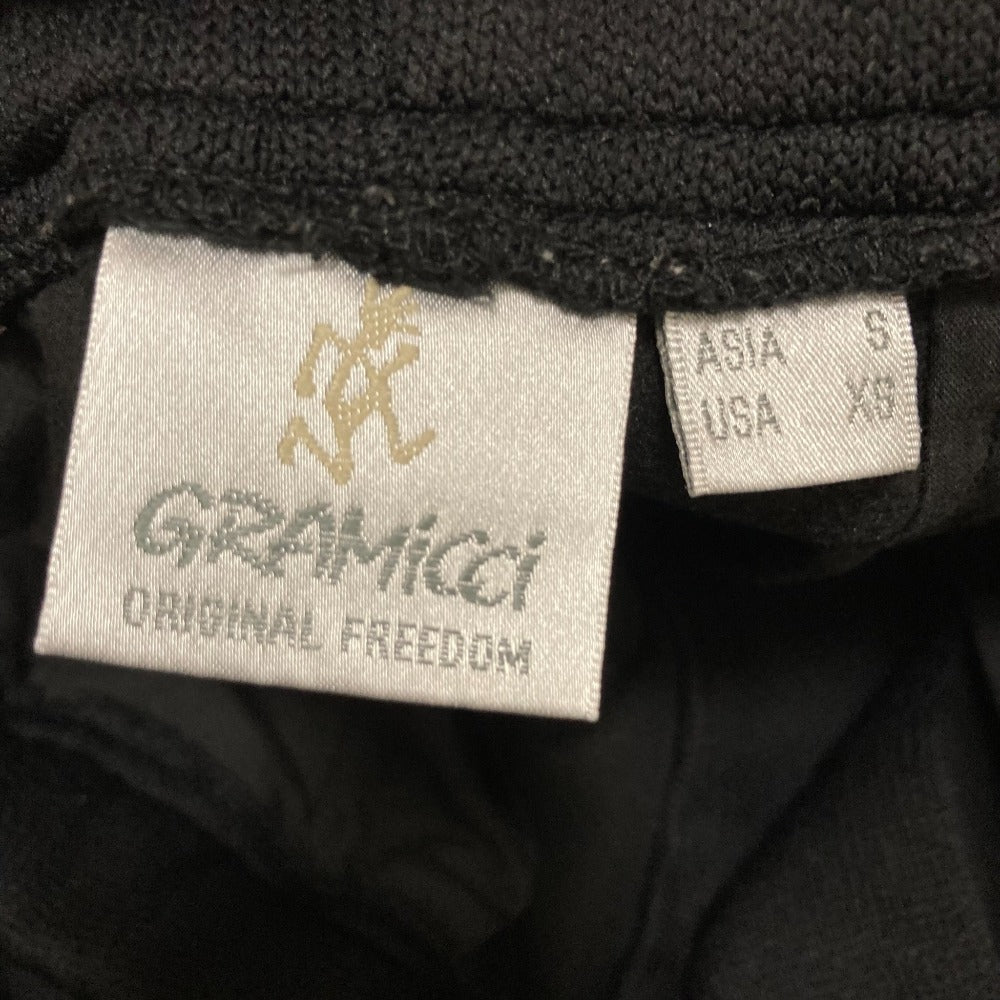 GRAMiCCi
ORIGINAL FREEDOM
ASIA S
USA XS